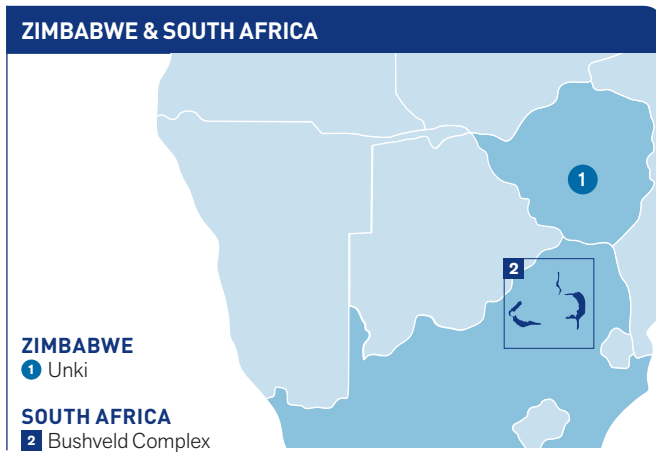 ZIMBABWE & SOUTH AFRICA
1
2
ZIMBABWE
1 Unki
SOUTH AFRICA
2 Bushveld Complex